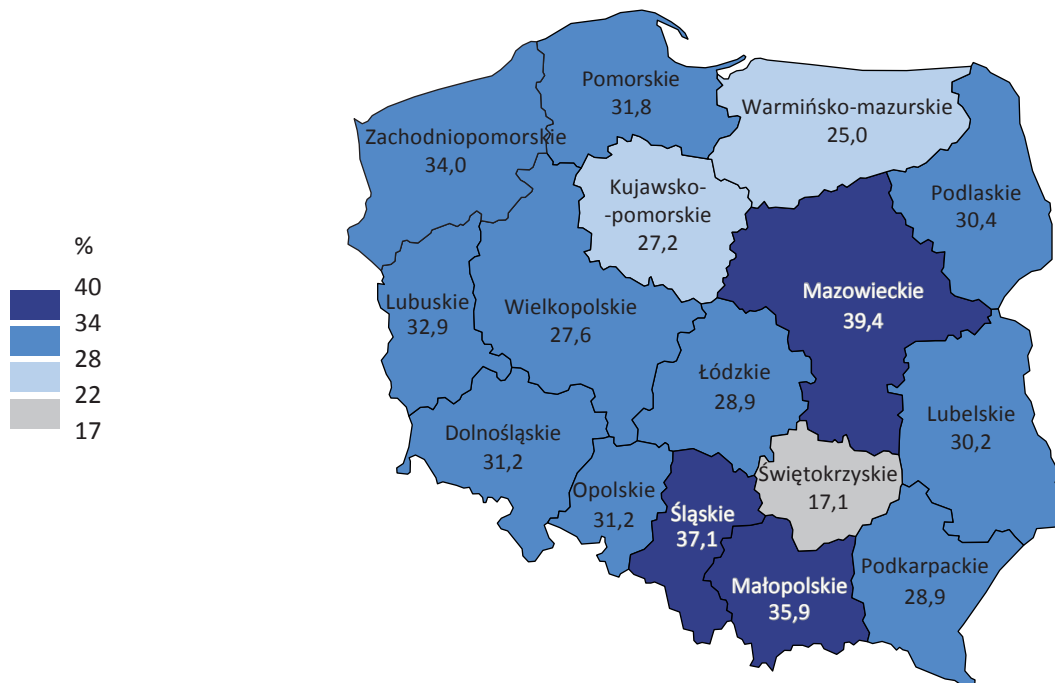 Pomorskie
31,8
Warmińsko-mazurskie
25,0
Zachodniopomorskie
34,0
Kujawsko-
-pomorskie
27,2
Podlaskie
30,4
%
40
34
28
22
17
Lubuskie
32,9
Wielkopolskie
27,6
Mazowieckie
39,4
Łódzkie
28,9
Lubelskie
30,2
Dolnośląskie
31,2
Opolskie
31,2
Śląskie
37,1
Świętokrzyskie
17,1
Małopolskie
35,9
Podkarpackie
28,9